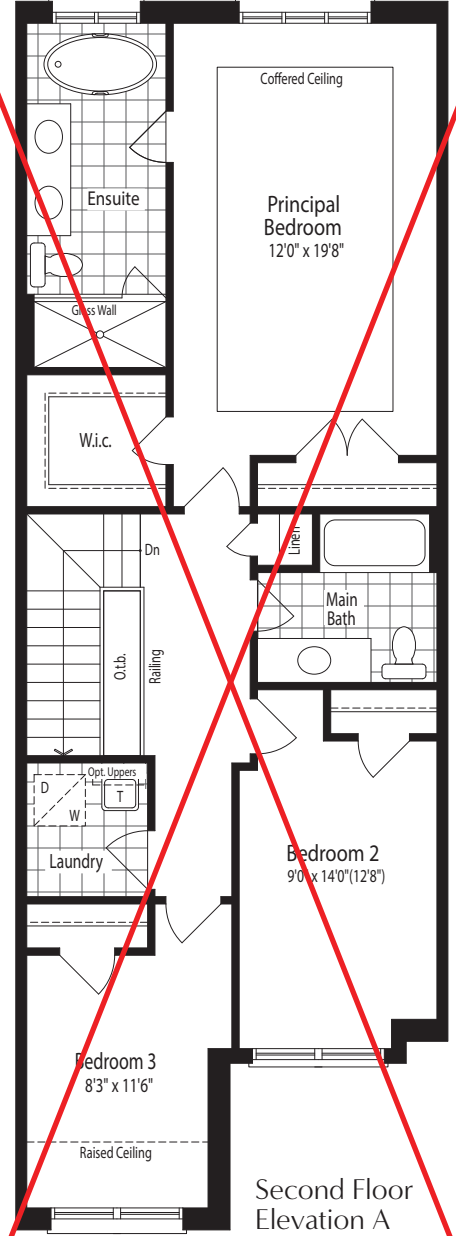 Coffered Ceiling
Ensuite
Principal
Bedroom
12'0" x 19'8"
Glass Wall
W.i.c.
Dn
Linen
Main
Bath
O.t.b.
Railing
Opt. Uppers
D
T
W
Laundry
Bedroom 2
9'0" x 14'0"(12'8")
Bedroom 3
8'3" x 11'6"
Raised Ceiling
Second Floor
Elevation A